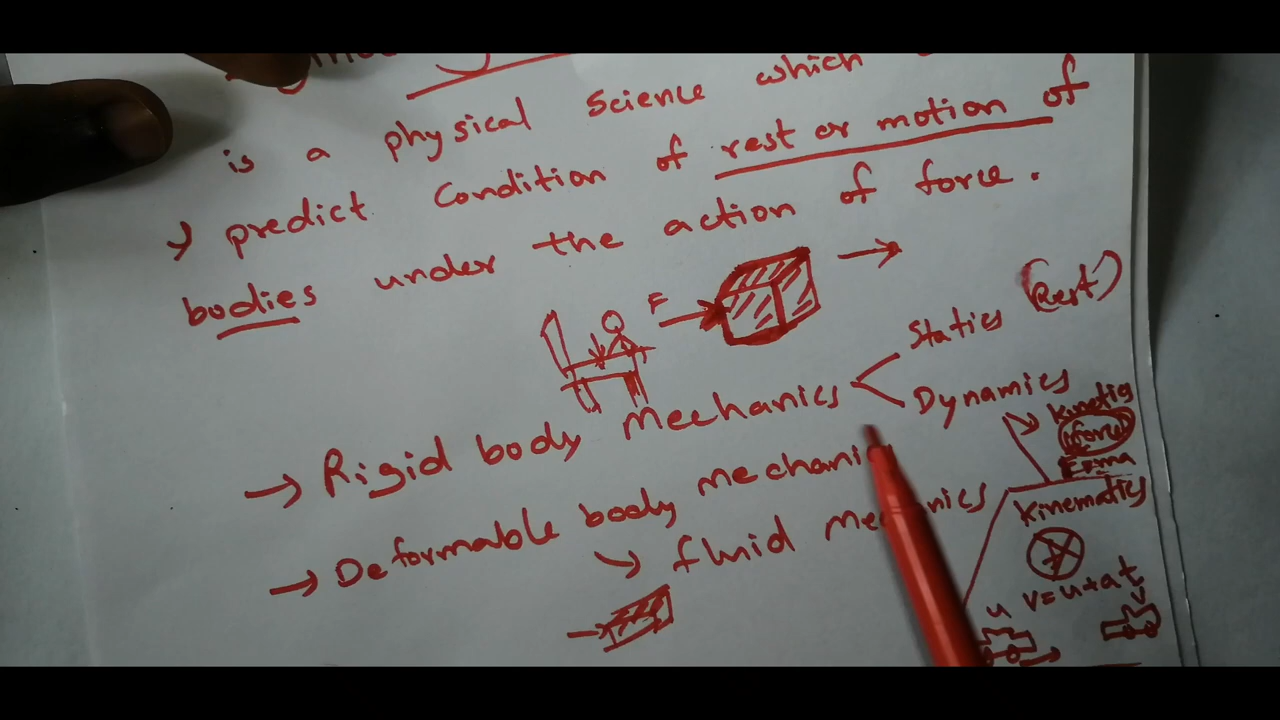 is a physical science which
predict Condition of rest or motion of
bodies under the action of force.
F
Rigid body Mechanics
Statics (Rest)
Dynamics
Kinetics
force
F=ma
Deformable body mechanics
fluid Mechanics
Kinematics
F
V=u+at
u
V